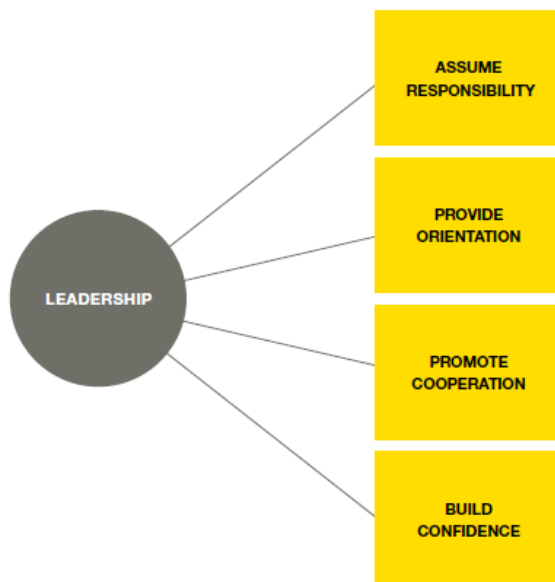 ASSUME
RESPONSIBILITY
PROVIDE
ORIENTATION
LEADERSHIP
PROMOTE
COOPERATION
BUILD
CONFIDENCE